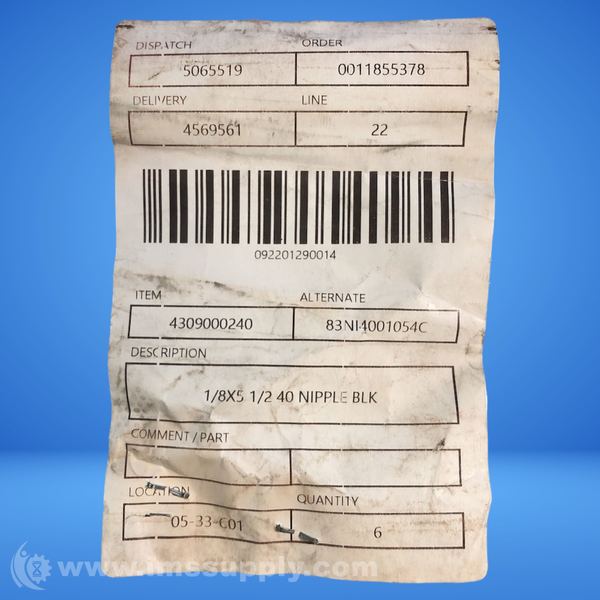 DISPATCH ORDER
5065519 0011855378
DELIVERY LINE
4569561 22
092201290014
ITEM ALTERNATE
4309000240 83NI4001054C
DESCRIPTION
1/8X5 1/2 40 NIPPLE BLK
COMMENT / PART
LOCATION QUANTITY
05-33-C01 6
www.imssupply.com